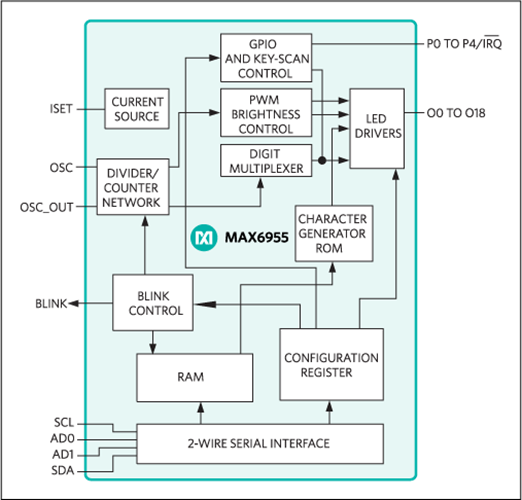 GPIO
AND KEY-SCAN
CONTROL
P0 TO P4/IRQ
ISET
CURRENT
SOURCE
PWM
BRIGHTNESS
CONTROL
LED
DRIVERS
O0 TO O18
OSC
OSC_OUT
DIVIDER/
COUNTER
NETWORK
DIGIT
MULTIPLEXER
MAX6955
CHARACTER
GENERATOR
ROM
BLINK
BLINK
CONTROL
RAM
CONFIGURATION
REGISTER
SCL
AD0
AD1
SDA
2-WIRE SERIAL INTERFACE